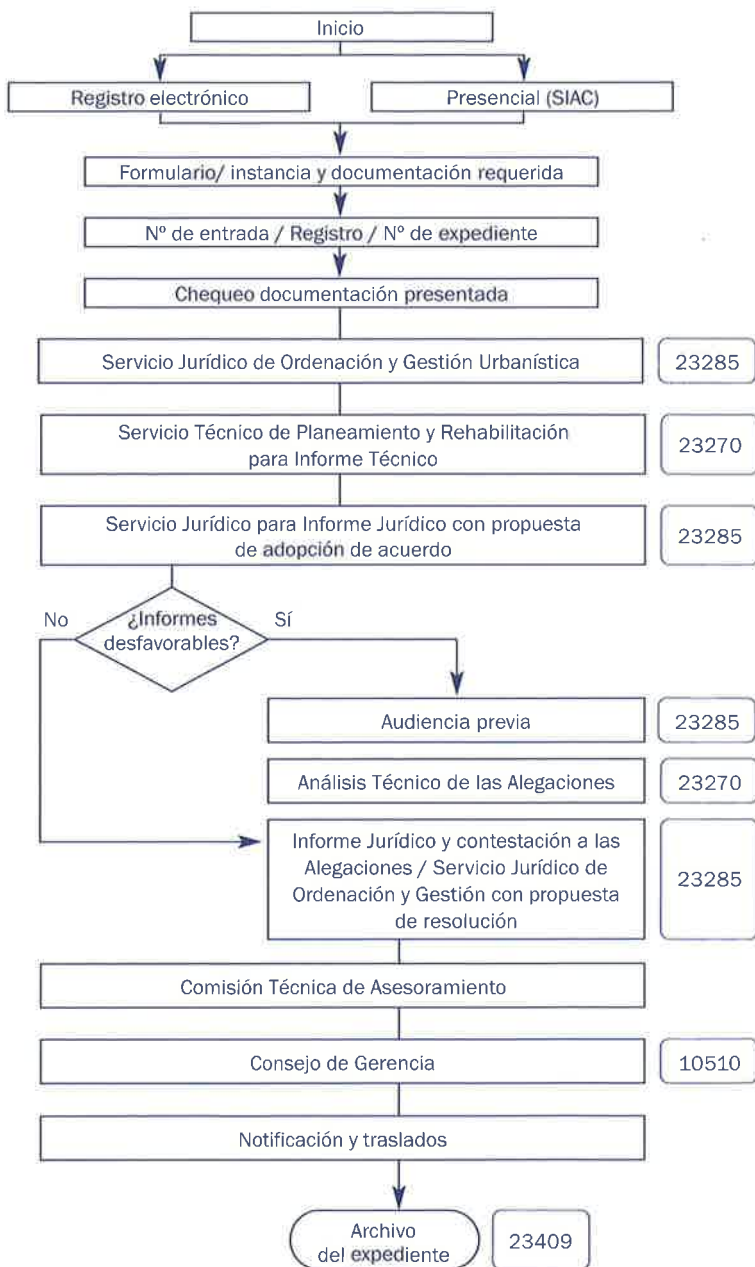 Inicio
Registro electrónico
Presencial (SIAC)
Formulario/ instancia y documentación requerida
Nº de entrada / Registro / Nº de expediente
Chequeo documentación presentada
Servicio Jurídico de Ordenación y Gestión Urbanística
23285
Servicio Técnico de Planeamiento y Rehabilitación
para Informe Técnico
23270
Servicio Jurídico para Informe Jurídico con propuesta
de adopción de acuerdo
23285
No
¿Informes
desfavorables?
Sí
Audiencia previa
23285
Análisis Técnico de las Alegaciones
23270
Informe Jurídico y contestación a las
Alegaciones / Servicio Jurídico de
Ordenación y Gestión con propuesta
de resolución
23285
Comisión Técnica de Asesoramiento
Consejo de Gerencia
10510
Notificación y traslados
Archivo
del expediente
23409